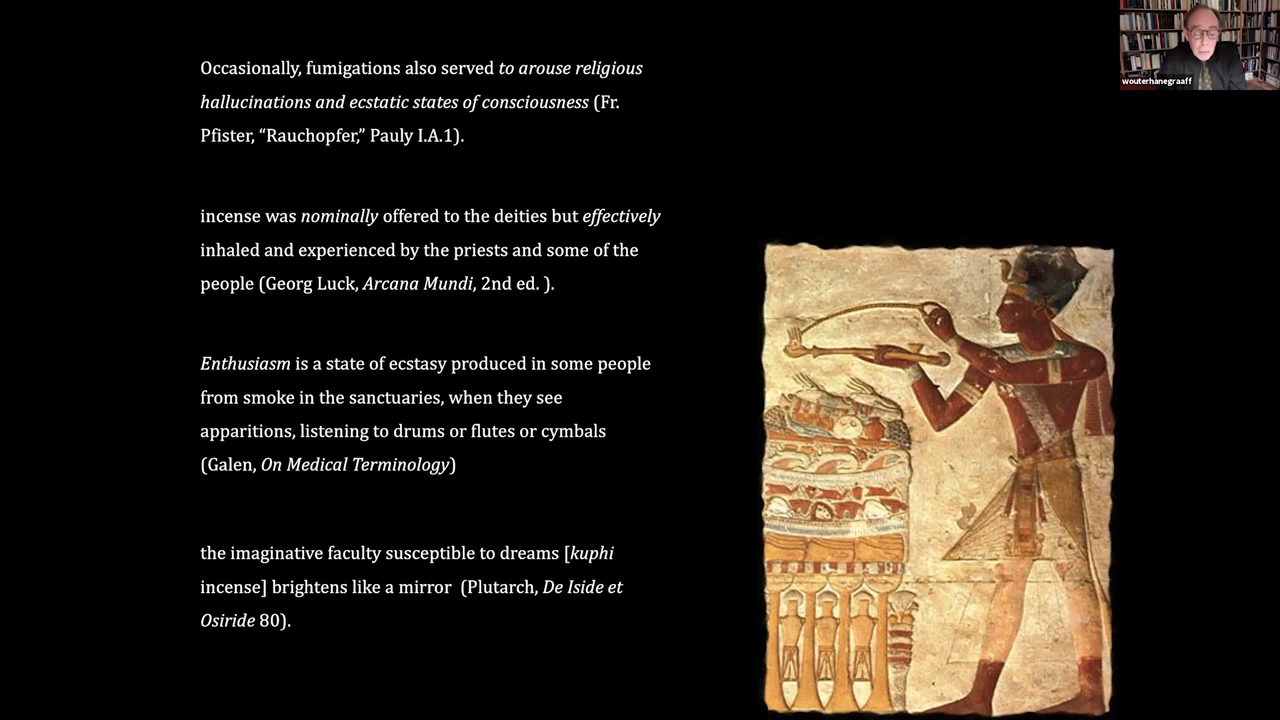 Occasionally, fumigations also served to arouse religious
hallucinations and ecstatic states of consciousness (Fr.
Pfister, “Rauchopfer,” Pauly I.A.1).
incense was nominally offered to the deities but effectively
inhaled and experienced by the priests and some of the
people (Georg Luck, Arcana Mundi, 2nd ed. ).
Enthusiasm is a state of ecstasy produced in some people
from smoke in the sanctuaries, when they see
apparitions, listening to drums or flutes or cymbals
(Galen, On Medical Terminology)
the imaginative faculty susceptible to dreams [kuphi
incense] brightens like a mirror  (Plutarch, De Iside et
Osiride 80).
wouterhanegraaff